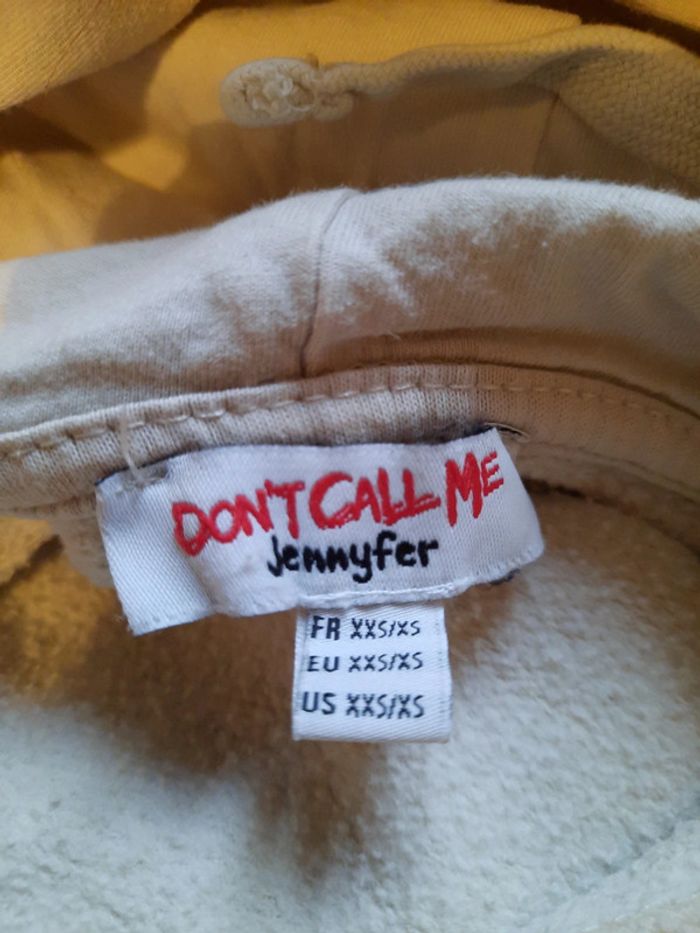 DON'T CALL ME
Jennyfer
FR XXS/XS
EU XXS/XS
US XXS/XS